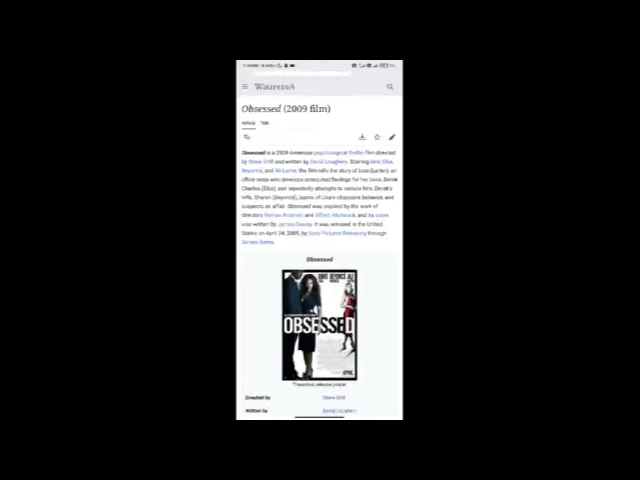 WIKIPEDIA
Obsessed (2009 film)
Article Talk
Obsessed is a 2009 American psychological thriller film directed
by Steve Shill and written by David Loughery. Starring Idris Elba,
Beyoncé, and Ali Larter, the film tells the story of Lisa (Larter), an
office temp who develops unrequited feelings for her boss, Derek
Charles (Elba), and repeatedly attempts to seduce him. Derek's
wife, Sharon (Beyoncé), learns of Lisa's obsessive behavior and
suspects an affair. Obsessed was inspired by the work of
directors Roman Polanski and Alfred Hitchcock, and its score
was written by James Dooley. It was released in the United
States on April 24, 2009, by Sony Pictures Releasing through
Screen Gems.
Obsessed
IDRIS BEYONCÉ ALI
OBSESSED
APRIL
Theatrical release poster
Directed by Steve Shill
Written by David Loughery